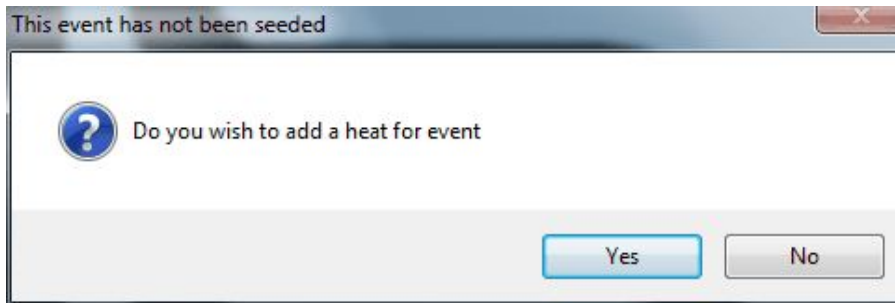 This event has not been seeded
Do you wish to add a heat for event
Yes
No